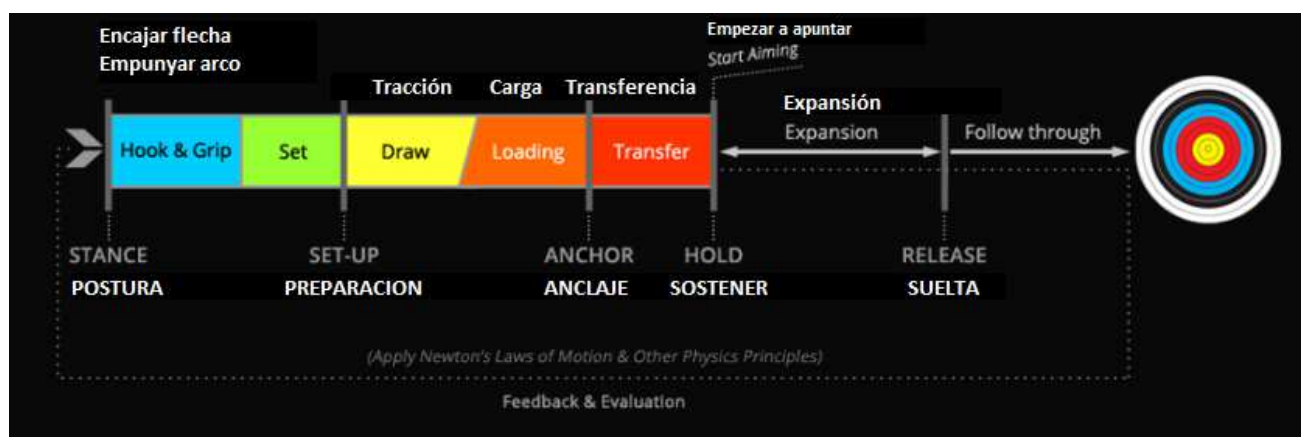 Encajar flecha
Empunyar arco
Empezar a apuntar
Start Aiming
Tracción Carga Transferencia
Expansión
Hook & Grip Set Draw Loading Transfer Expansion Follow through
STANCE SET-UP ANCHOR HOLD RELEASE
POSTURA PREPARACION ANCLAJE SOSTENER SUELTA
(Apply Newton's Laws of Motion & Other Physics Principles)
Feedback & Evaluation